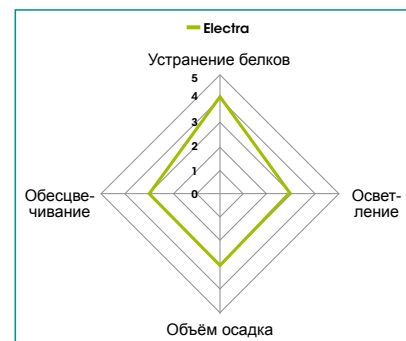 Electra
Устранение белков
5
4
3
2
1
0
Обесцве-
чивание
Освет-
ление
Объём осадка